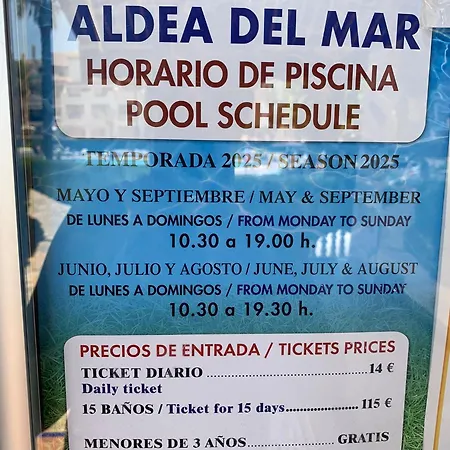 ALDEA DEL MAR
HORARIO DE PISCINA
POOL SCHEDULE
TEMPORADA 2025 / SEASON 2025
MAYO Y SEPTIEMBRE / MAY & SEPTEMBER
DE LUNES A DOMINGOS / FROM MONDAY TO SUNDAY
10.30 a 19.00 h.
JUNIO, JULIO Y AGOSTO / JUNE, JULY & AUGUST
DE LUNES A DOMINGOS / FROM MONDAY TO SUNDAY
10.30 a 19.30 h.
PRECIOS DE ENTRADA / TICKETS PRICES
TICKET DIARIO ........................................ 14 €
Daily ticket
15 BAÑOS / Ticket for 15 days.................. 115 €
MENORES DE 3 AÑOS...................... GRATIS